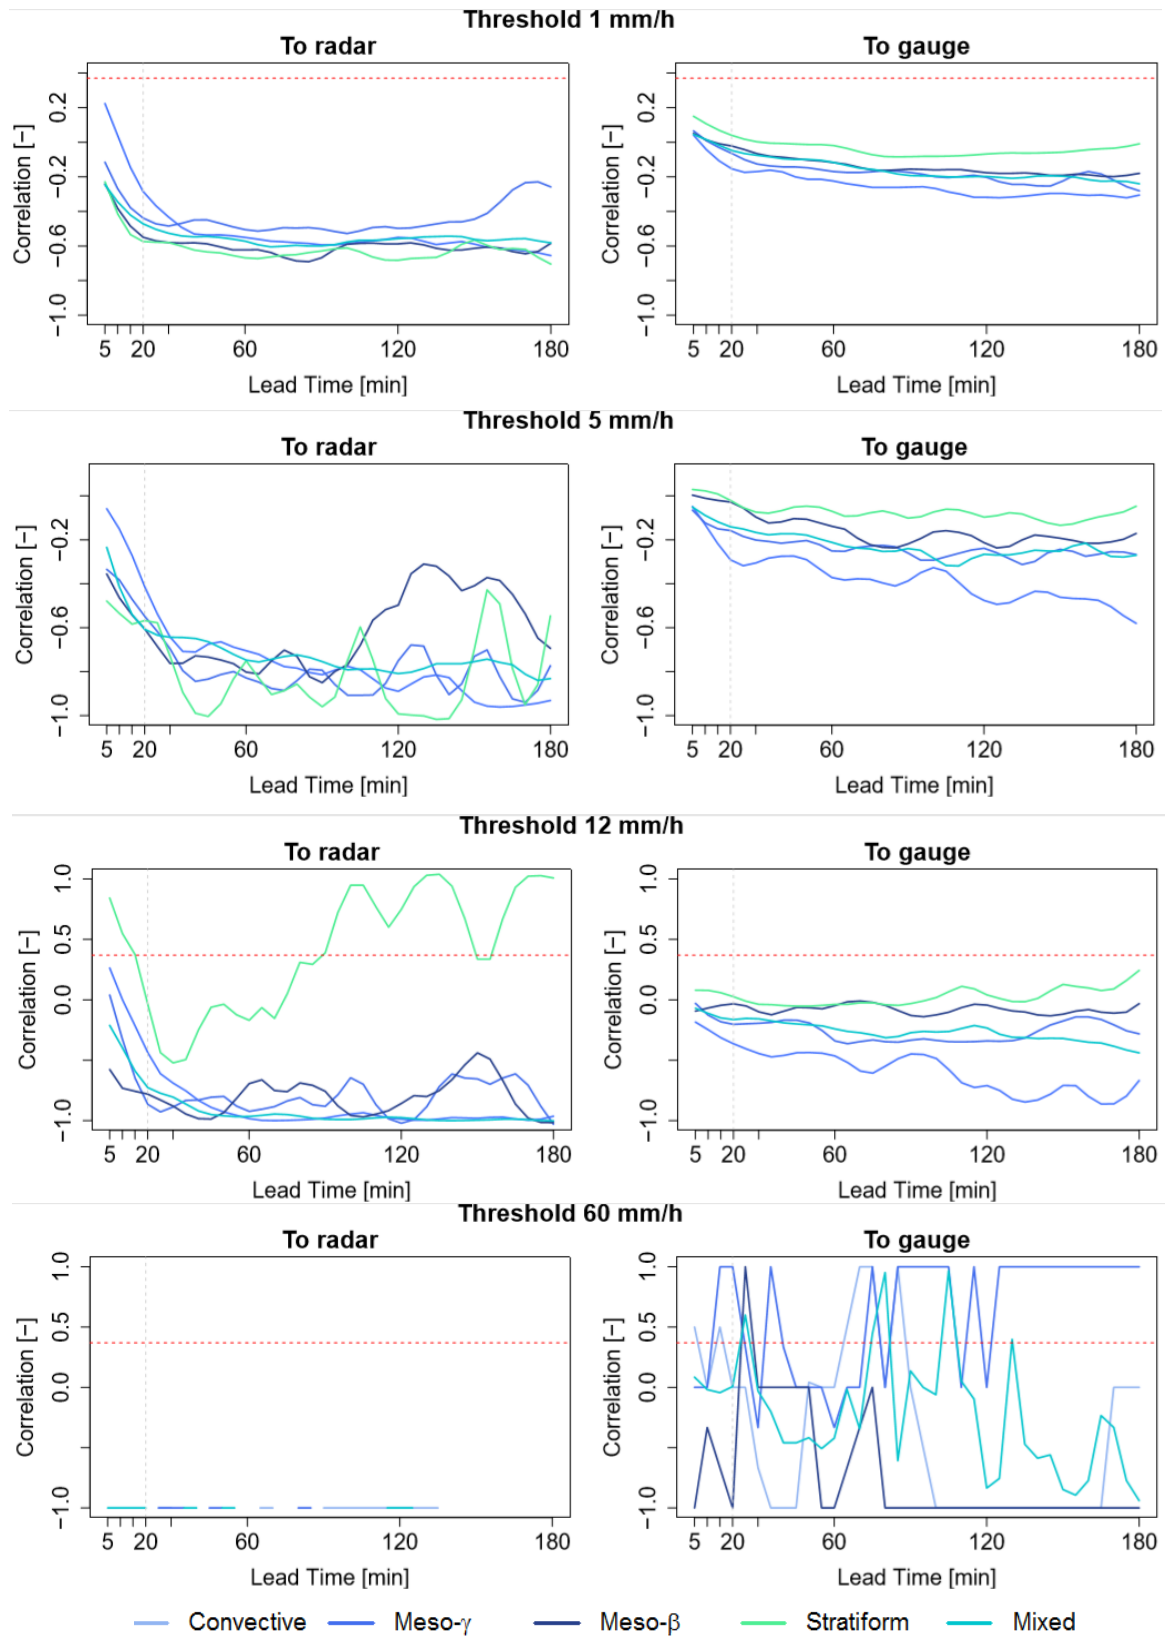 Threshold 1 mm/h
To radar
To gauge
Correlation [−]
0.2
−0.2
−0.6
−1.0
5 20 60 120 180
Lead Time [min]
Correlation [−]
0.2
−0.2
−0.6
−1.0
5 20 60 120 180
Lead Time [min]
Threshold 5 mm/h
To radar
To gauge
Correlation [−]
−0.2
−0.6
−1.0
5 20 60 120 180
Lead Time [min]
Correlation [−]
−0.2
−0.6
−1.0
5 20 60 120 180
Lead Time [min]
Threshold 12 mm/h
To radar
To gauge
Correlation [−]
1.0
0.5
0.0
−1.0
5 20 60 120 180
Lead Time [min]
Correlation [−]
1.0
0.5
0.0
−1.0
5 20 60 120 180
Lead Time [min]
Threshold 60 mm/h
To radar
To gauge
Correlation [−]
1.0
0.5
0.0
−1.0
5 20 60 120 180
Lead Time [min]
Correlation [−]
1.0
0.5
0.0
−1.0
5 20 60 120 180
Lead Time [min]
Convective Meso-γ Meso-β Stratiform Mixed